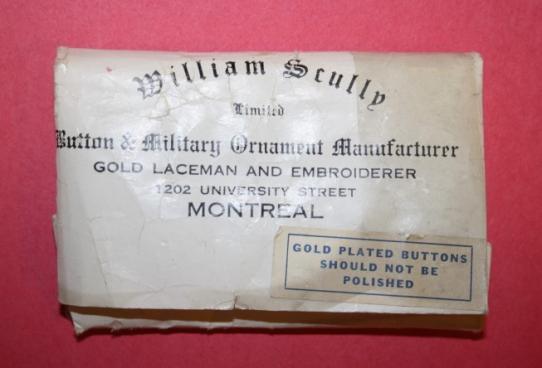 William Scully
Limited
Button & Military Ornament Manufacturer
GOLD LACEMAN AND EMBROIDERER
1202 UNIVERSITY STREET
MONTREAL
GOLD PLATED BUTTONS
SHOULD NOT BE
POLISHED